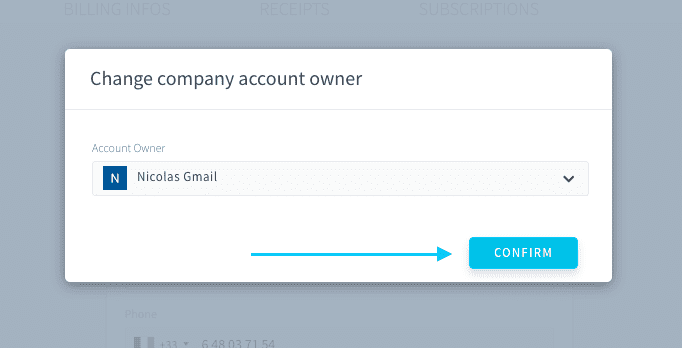 BILLING INFOS RECEIPTS SUBSCRIPTIONS
Change company account owner
Account Owner
N Nicolas Gmail
CONFIRM
Phone
+33 6 48 03 71 54